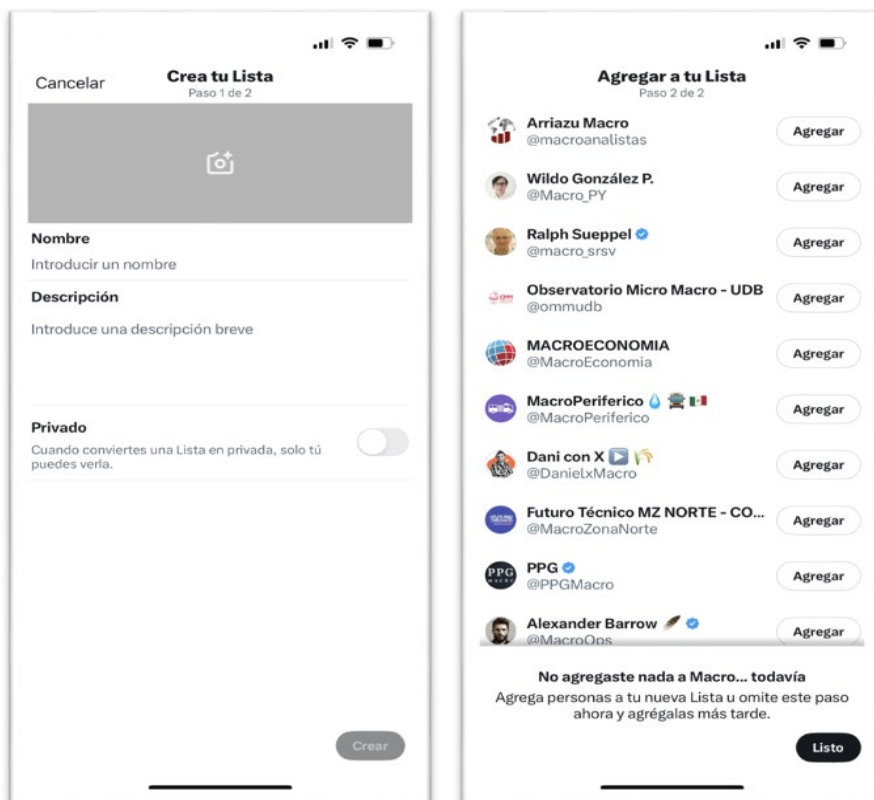 Cancelar
Crea tu Lista
Paso 1 de 2
Nombre
Introducir un nombre
Descripción
Introduce una descripción breve
Privado
Cuando conviertes una Lista en privada, solo tú
puedes verla.
Crear
Agregar a tu Lista
Paso 2 de 2
Arriazu Macro
@macroanalistas
Agregar
Wildo González P.
@Macro_PY
Agregar
Ralph Sueppel
@macro_srsv
Agregar
Observatorio Micro Macro - UDB
@ommudb
Agregar
MACROECONOMIA
@MacroEconomia
Agregar
MacroPeriferico
@MacroPeriferico
Agregar
Dani con X
@DanielxMacro
Agregar
Futuro Técnico MZ NORTE - CO...
@MacroZonaNorte
Agregar
PPG
PPG
@PPGMacro
Agregar
Alexander Barrow
@MacroOps
Agregar
No agregaste nada a Macro... todavía
Agrega personas a tu nueva Lista u omite este paso
ahora y agrégalas más tarde.
Listo